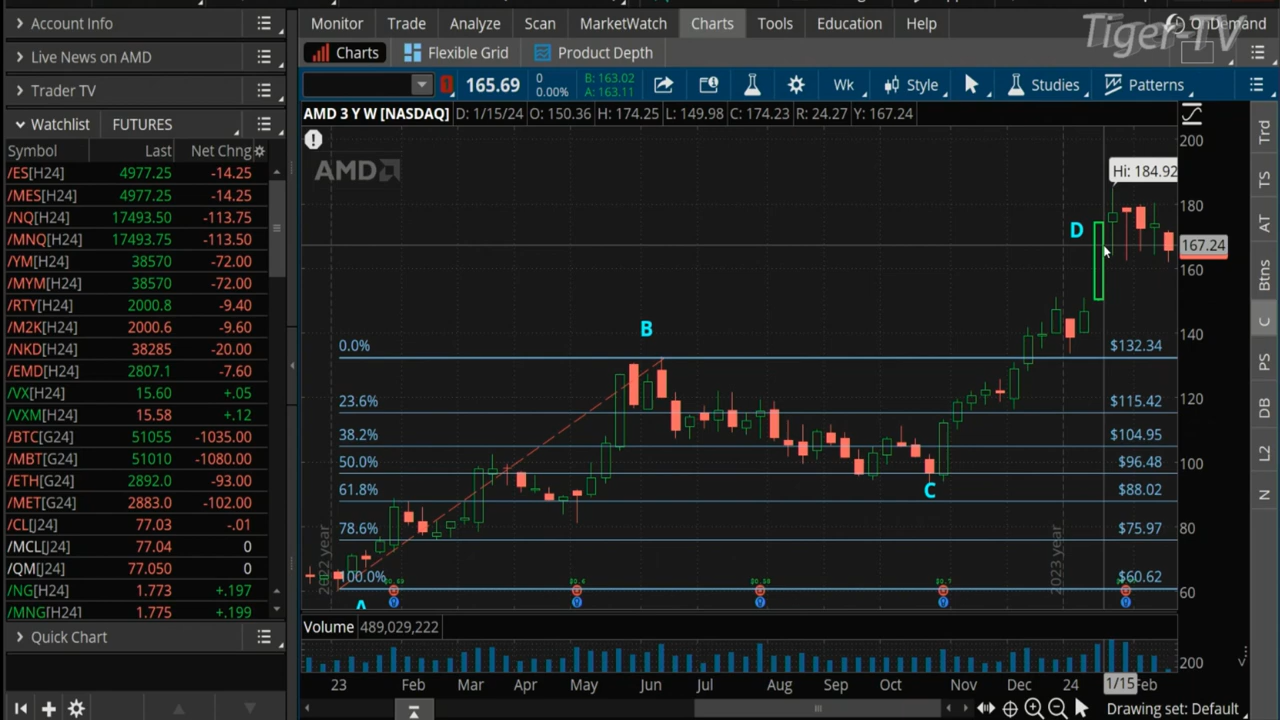 Account Info
Live News on AMD
Trader TV
Watchlist FUTURES
Symbol Last Net Chng
/ES[H24] 4977.25 -14.25
/MES[H24] 4977.25 -14.25
/NQ[H24] 17493.50 -113.75
/MNQ[H24] 17493.75 -113.50
/YM[H24] 38570 -72.00
/MYM[H24] 38570 -72.00
/RTY[H24] 2000.8 -9.40
/M2K[H24] 2000.6 -9.60
/NKD[H24] 38285 -20.00
/EMD[H24] 2807.1 -7.60
/VX[H24] 15.60 +.05
/VXM[H24] 15.58 +.12
/BTC[G24] 51055 -1035.00
/MBT[G24] 51010 -1080.00
/ETH[G24] 2892.0 -93.00
/MET[G24] 2883.0 -102.00
/CL[J24] 77.03 -.01
/MCL[J24] 77.04 0
/QM[J24] 77.050 0
/NG[H24] 1.773 +.197
/MNG[H24] 1.775 +.199
Quick Chart
Monitor Trade Analyze Scan MarketWatch Charts Tools Education Help OnDemand
Tiger-TV
Charts Flexible Grid Product Depth
165.69 0 0.00% B: 163.02 A: 163.11 Wk Style Studies Patterns
AMD 3 Y W [NASDAQ] D: 1/15/24 O: 150.36 H: 174.25 L: 149.98 C: 174.23 R: 24.27 Y: 167.24
AMD
Hi: 184.92
200
180
167.24
160
140
120
100
80
60
D
B
C
A
0.0% $132.34
23.6% $115.42
38.2% $104.95
50.0% $96.48
61.8% $88.02
78.6% $75.97
00.0% $60.62
2022 year
2023 year
Volume 489,029,222
200
23 Feb Mar Apr May Jun Jul Aug Sep Oct Nov Dec 24 1/15 Feb
Drawing set: Default
Trd
TS
AT
Btns
C
PS
DB
L2
N